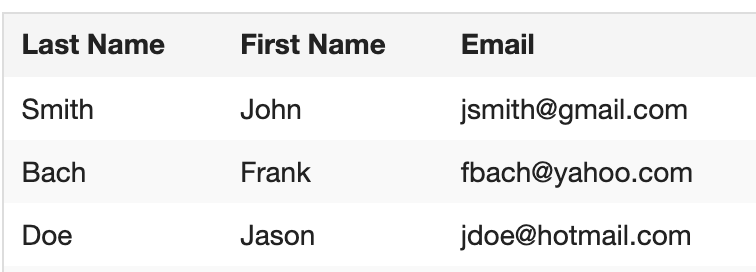 Last Name First Name Email
Smith John jsmith@gmail.com
Bach Frank fbach@yahoo.com
Doe Jason jdoe@hotmail.com